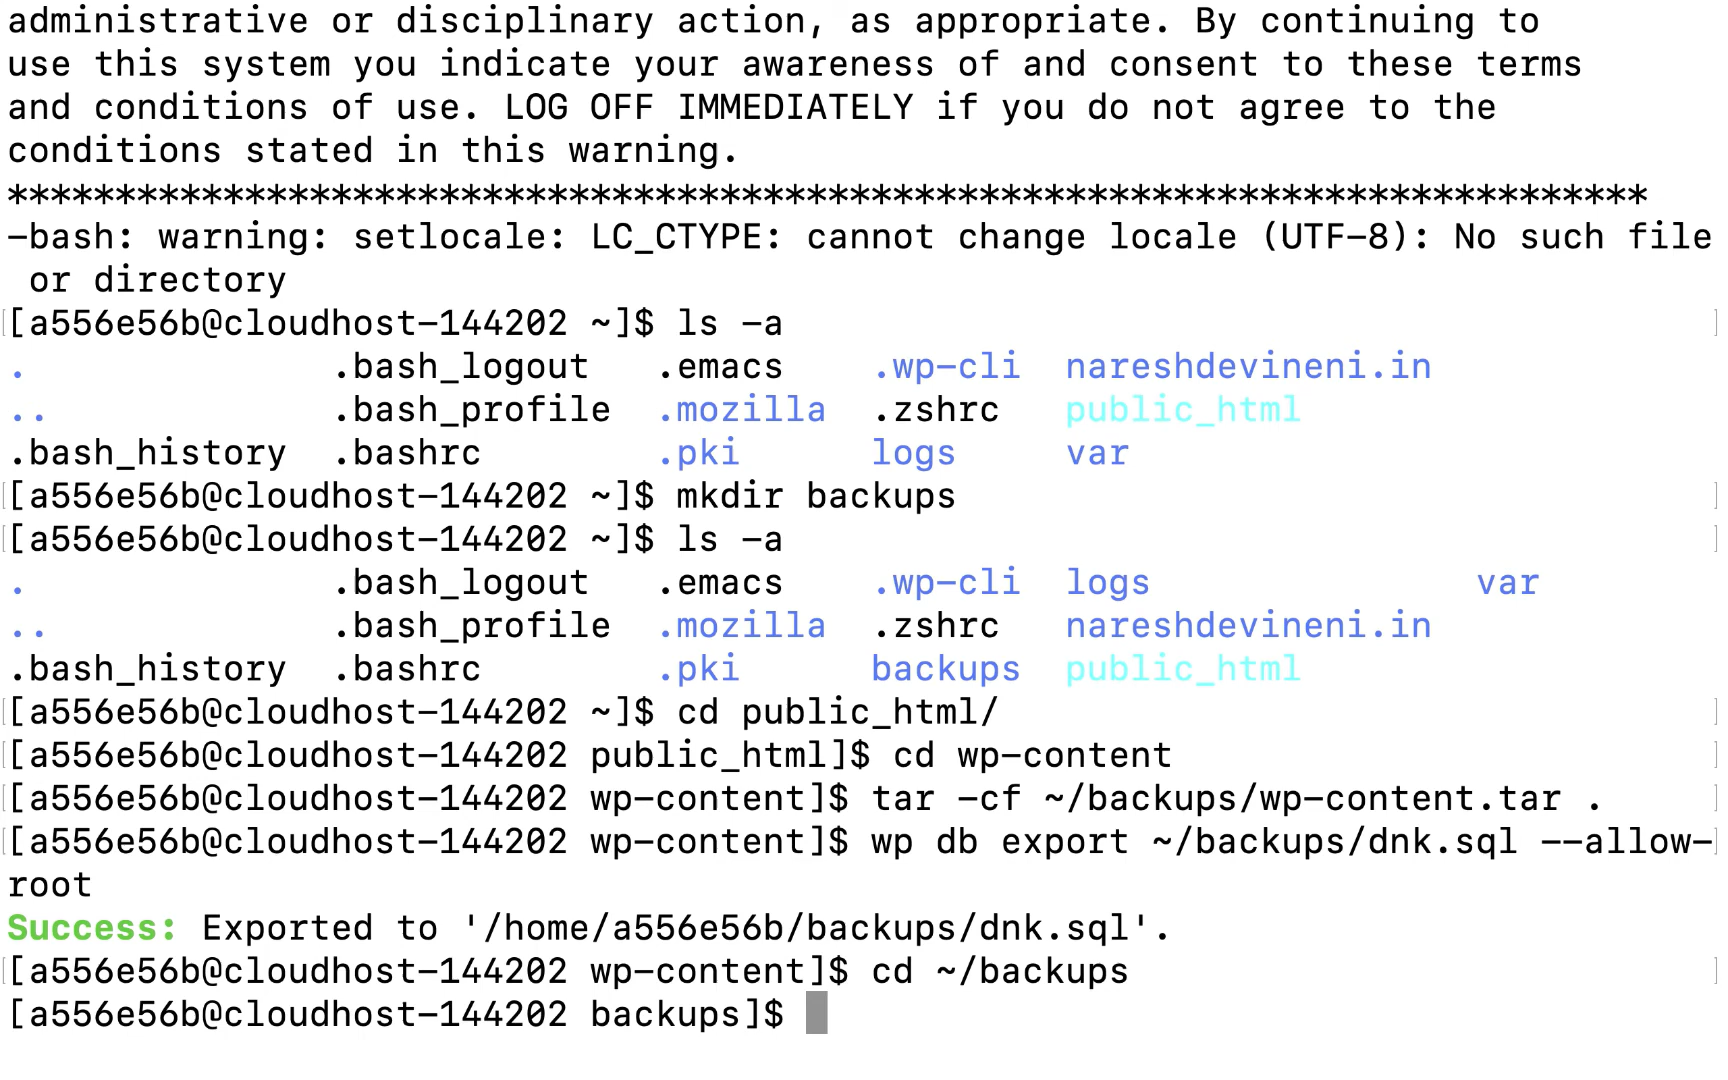 administrative or disciplinary action, as appropriate. By continuing to
use this system you indicate your awareness of and consent to these terms
and conditions of use. LOG OFF IMMEDIATELY if you do not agree to the
conditions stated in this warning.
****************************************************************************
-bash: warning: setlocale: LC_CTYPE: cannot change locale (UTF-8): No such file
 or directory
[a556e56b@cloudhost-144202 ~]$ ls -a
.              .bash_logout   .emacs    .wp-cli  nareshdevineni.in
..             .bash_profile  .mozilla  .zshrc   public_html
.bash_history  .bashrc        .pki      logs     var
[a556e56b@cloudhost-144202 ~]$ mkdir backups
[a556e56b@cloudhost-144202 ~]$ ls -a
.              .bash_logout   .emacs    .wp-cli  logs               var
..             .bash_profile  .mozilla  .zshrc   nareshdevineni.in
.bash_history  .bashrc        .pki      backups  public_html
[a556e56b@cloudhost-144202 ~]$ cd public_html/
[a556e56b@cloudhost-144202 public_html]$ cd wp-content
[a556e56b@cloudhost-144202 wp-content]$ tar -cf ~/backups/wp-content.tar .
[a556e56b@cloudhost-144202 wp-content]$ wp db export ~/backups/dnk.sql --allow-
root
Success: Exported to '/home/a556e56b/backups/dnk.sql'.
[a556e56b@cloudhost-144202 wp-content]$ cd ~/backups
[a556e56b@cloudhost-144202 backups]$